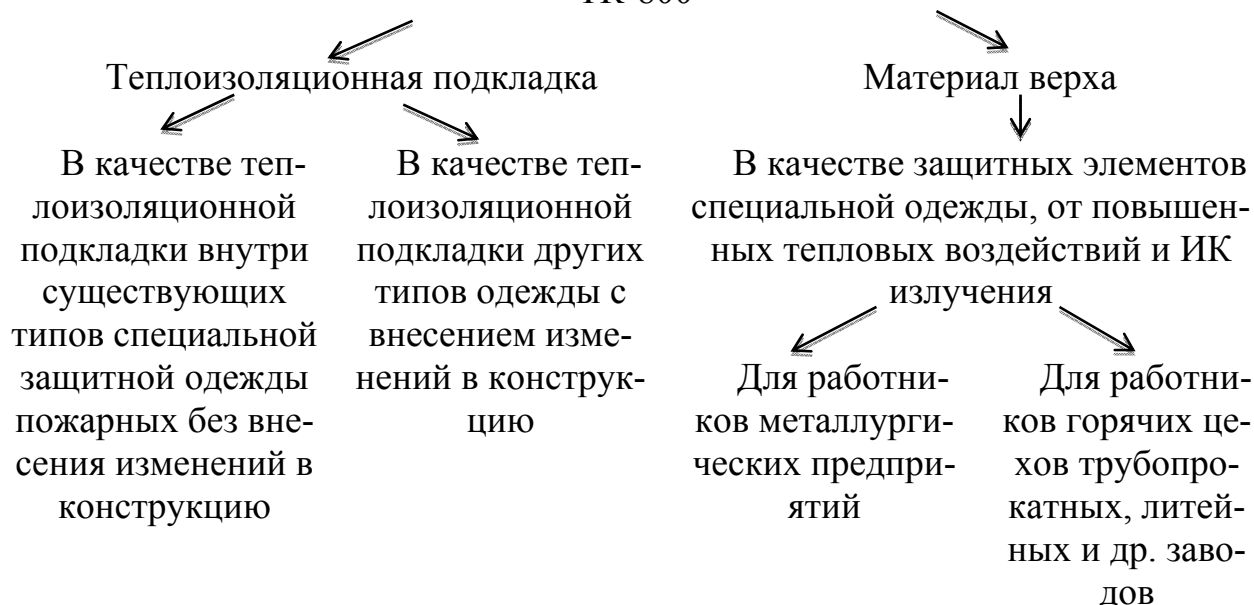 Теплоизоляционная подкладка
Материал верха
В качестве теп-
лоизоляционной
подкладки внутри
существующих
типов специальной
защитной одежды
пожарных без вне-
сения изменений в
конструкцию
В качестве теп-
лоизоляционной
подкладки других
типов одежды с
внесением изме-
нений в конструк-
цию
В качестве защитных элементов
специальной одежды, от повышен-
ных тепловых воздействий и ИК
излучения
Для работни-
ков металлурги-
ческих предпри-
ятий
Для работни-
ков горячих це-
хов трубопро-
катных, литей-
ных и др. заво-
дов